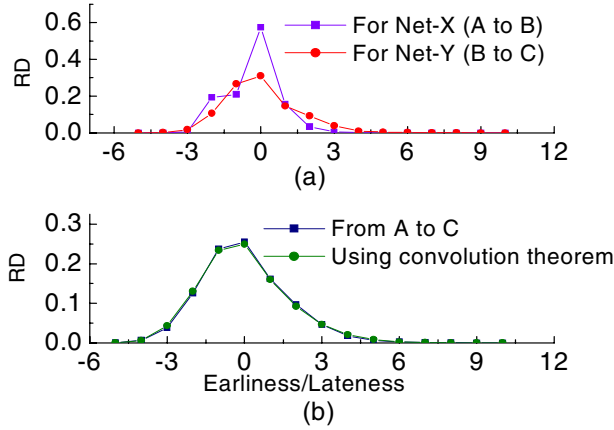 0.6
For Net-X (A to B)
For Net-Y (B to C)
0.4
RD
0.2
0.0
-6 -3 0 3 6 9 12
(a)
0.3
From A to C
Using convolution theorem
0.2
RD
0.1
0.0
-6 -3 0 3 6 9 12
Earliness/Lateness
(b)